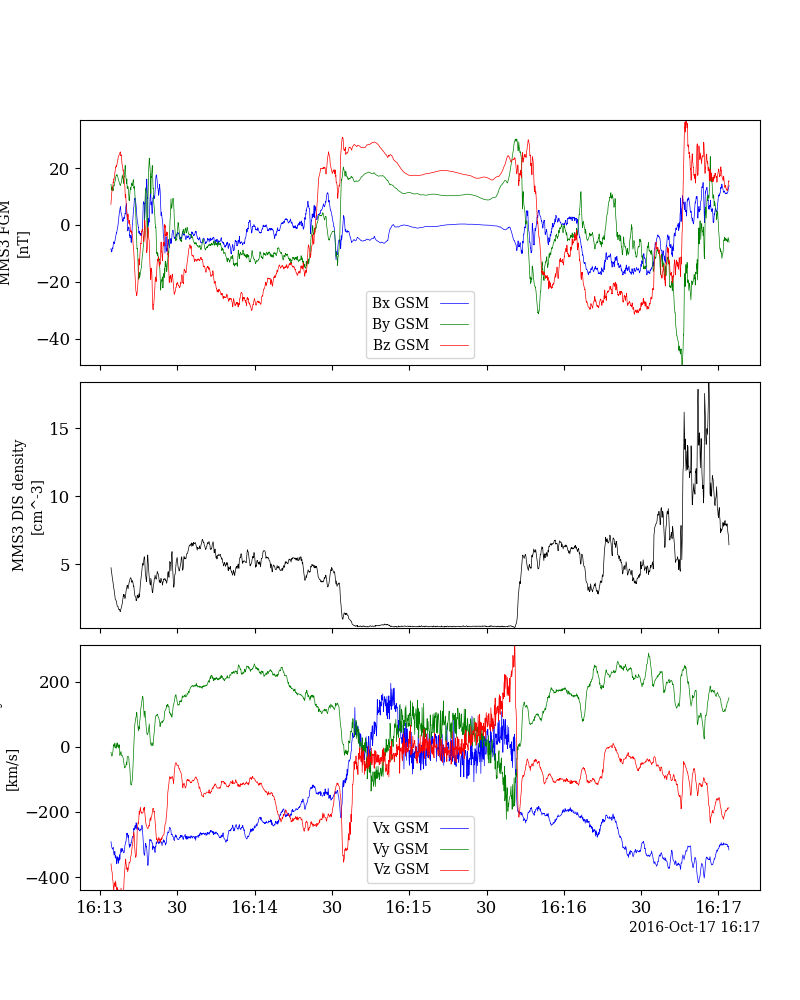 20
0
−20
−40
MMS3 FGM
[nT]
Bx GSM
By GSM
Bz GSM
15
10
5
MMS3 DIS density
[cm^-3]
200
0
−200
−400
[km/s]
Vx GSM
Vy GSM
Vz GSM
16:13 30 16:14 30 16:15 30 16:16 30 16:17
2016-Oct-17 16:17